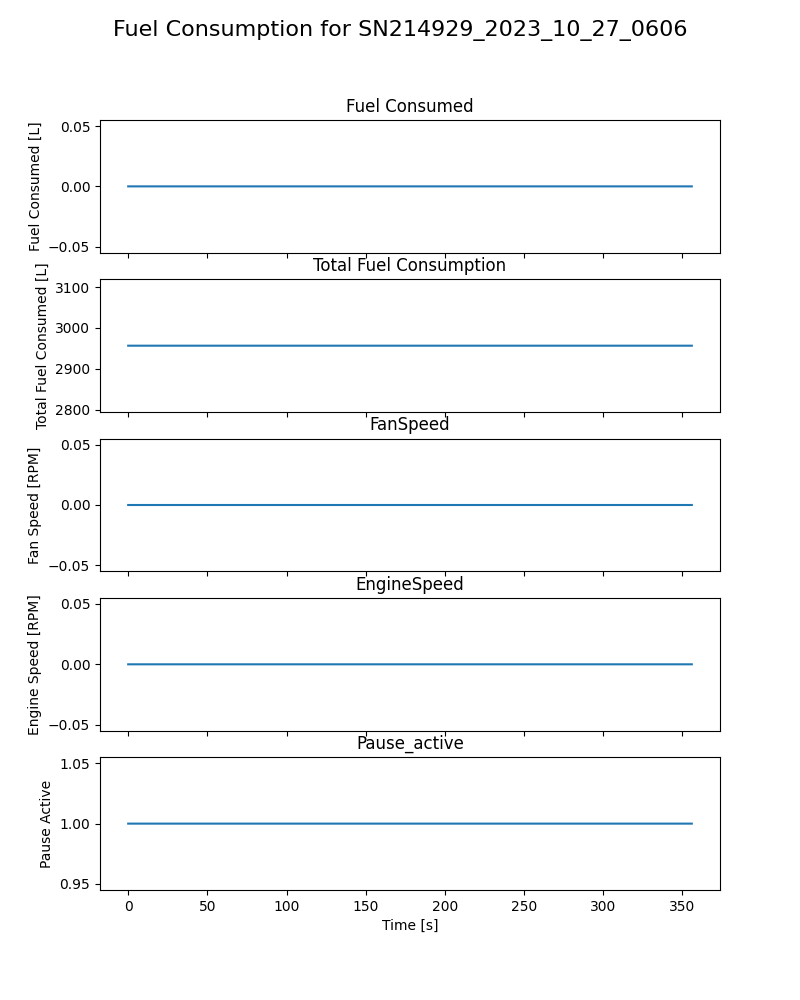 Fuel Consumption for SN214929_2023_10_27_0606
Fuel Consumed
Fuel Consumed [L]
0.05
0.00
−0.05
Total Fuel Consumption
Total Fuel Consumed [L]
3100
3000
2900
2800
FanSpeed
Fan Speed [RPM]
0.05
0.00
−0.05
EngineSpeed
Engine Speed [RPM]
0.05
0.00
−0.05
Pause_active
Pause Active
1.05
1.00
0.95
0 50 100 150 200 250 300 350
Time [s]